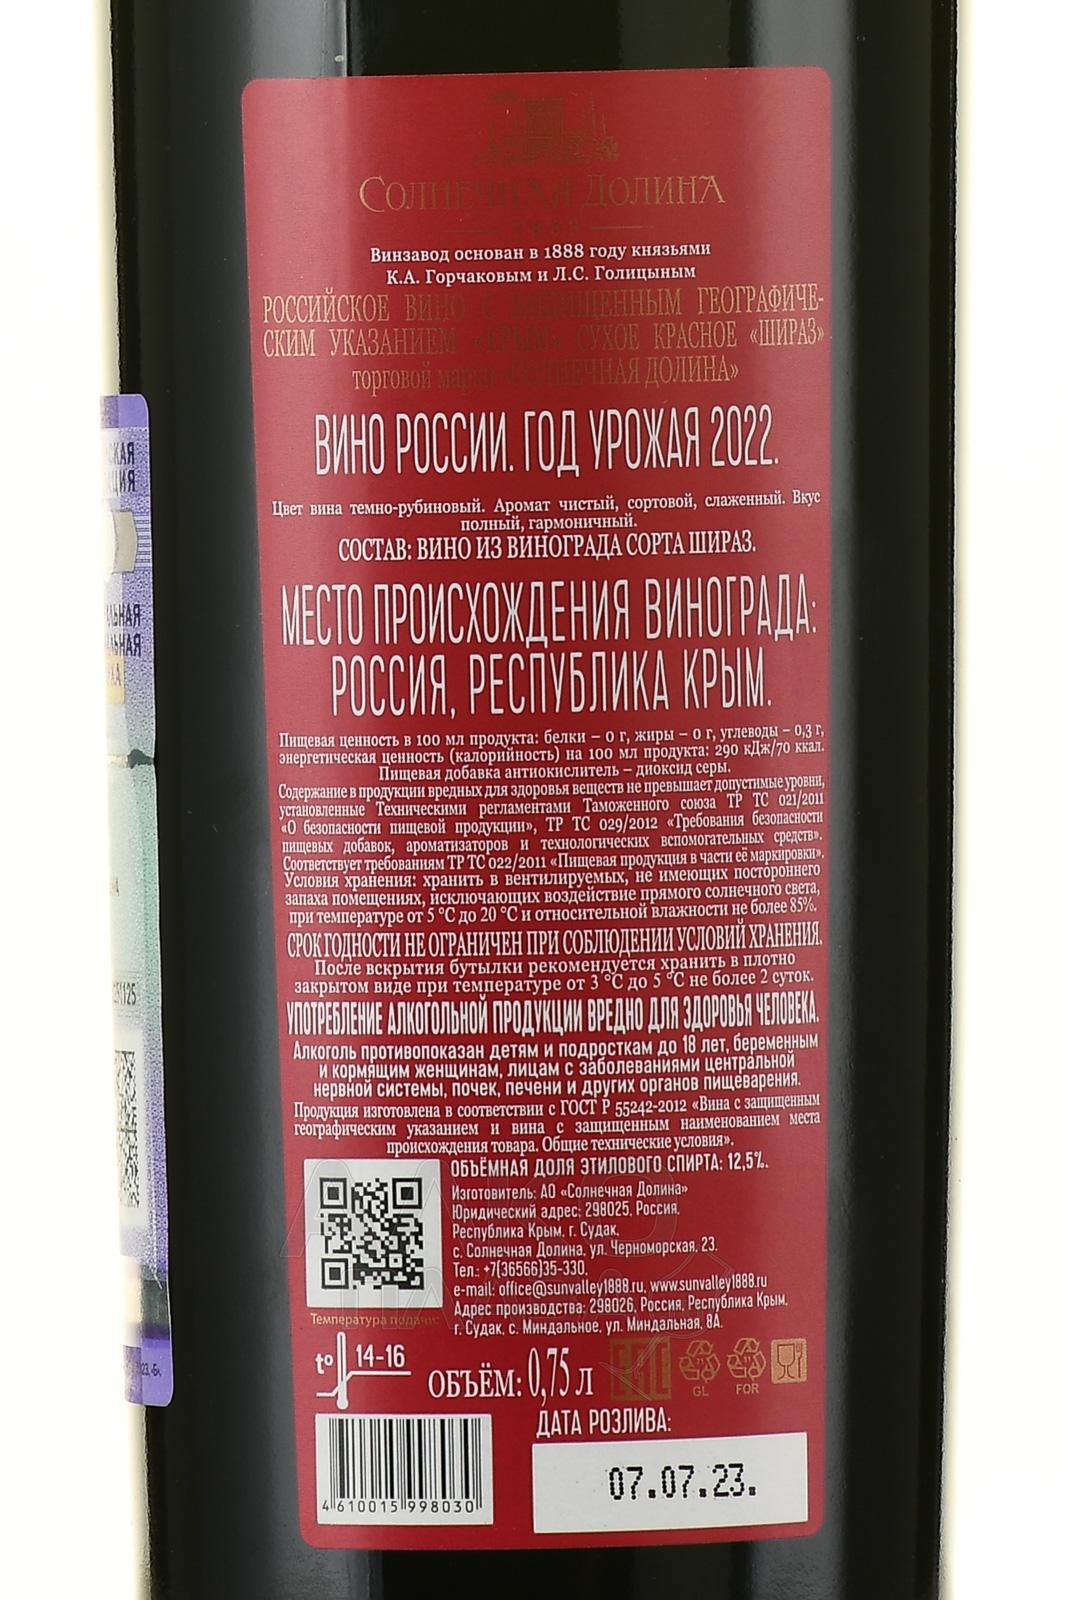 Солнечная Долина
1888
Винзавод основан в 1888 году князьями
К.А. Горчаковым и Л.С. Голицыным
РОССИЙСКОЕ ВИНО С ЗАЩИЩЕННЫМ ГЕОГРАФИЧЕ-
СКИМ УКАЗАНИЕМ «КРЫМ» СУХОЕ КРАСНОЕ «ШИРАЗ»
торговой марки «СОЛНЕЧНАЯ ДОЛИНА»
ВИНО РОССИИ. ГОД УРОЖАЯ 2022.
Цвет вина темно-рубиновый. Аромат чистый, сортовой, слаженный. Вкус
полный, гармоничный.
СОСТАВ: ВИНО ИЗ ВИНОГРАДА СОРТА ШИРАЗ.
МЕСТО ПРОИСХОЖДЕНИЯ ВИНОГРАДА:
РОССИЯ, РЕСПУБЛИКА КРЫМ.
Пищевая ценность в 100 мл продукта: белки – 0 г, жиры – 0 г, углеводы – 0,3 г,
энергетическая ценность (калорийность) на 100 мл продукта: 290 кДж/70 ккал.
Пищевая добавка антиокислитель – диоксид серы.
Содержание в продукции вредных для здоровья веществ не превышает допустимые уровни,
установленные Техническими регламентами Таможенного союза ТР ТС 021/2011
«О безопасности пищевой продукции», ТР ТС 029/2012 «Требования безопасности
пищевых добавок, ароматизаторов и технологических вспомогательных средств».
Соответствует требованиям ТР ТС 022/2011 «Пищевая продукция в части её маркировки».
Условия хранения: хранить в вентилируемых, не имеющих постороннего
запаха помещениях, исключающих воздействие прямого солнечного света,
при температуре от 5 °С до 20 °С и относительной влажности не более 85%.
СРОК ГОДНОСТИ НЕ ОГРАНИЧЕН ПРИ СОБЛЮДЕНИИ УСЛОВИЙ ХРАНЕНИЯ.
После вскрытия бутылки рекомендуется хранить в плотно
закрытом виде при температуре от 3 °С до 5 °С не более 2 суток.
УПОТРЕБЛЕНИЕ АЛКОГОЛЬНОЙ ПРОДУКЦИИ ВРЕДНО ДЛЯ ЗДОРОВЬЯ ЧЕЛОВЕКА.
Алкоголь противопоказан детям и подросткам до 18 лет, беременным
и кормящим женщинам, лицам с заболеваниями центральной
нервной системы, почек, печени и других органов пищеварения.
Продукция изготовлена в соответствии с ГОСТ Р 55242-2012 «Вина с защищенным
географическим указанием и вина с защищенным наименованием места
происхождения товара. Общие технические условия».
ОБЪЁМНАЯ ДОЛЯ ЭТИЛОВОГО СПИРТА: 12,5%.
Изготовитель: АО «Солнечная Долина»
Юридический адрес: 298025, Россия,
Республика Крым, г. Судак,
с. Солнечная Долина, ул. Черноморская, 23.
Тел.: +7(36566)35-330,
e-mail: office@sunvalley1888.ru, www.sunvalley1888.ru
Адрес производства: 298026, Россия, Республика Крым,
г. Судак, с. Миндальное, ул. Миндальная, 8А.
Температура подачи:
t° 14-16
ОБЪЁМ: 0,75 л
EAC
GL
FOR
ДАТА РОЗЛИВА:
07.07.23.
4 610015 998030